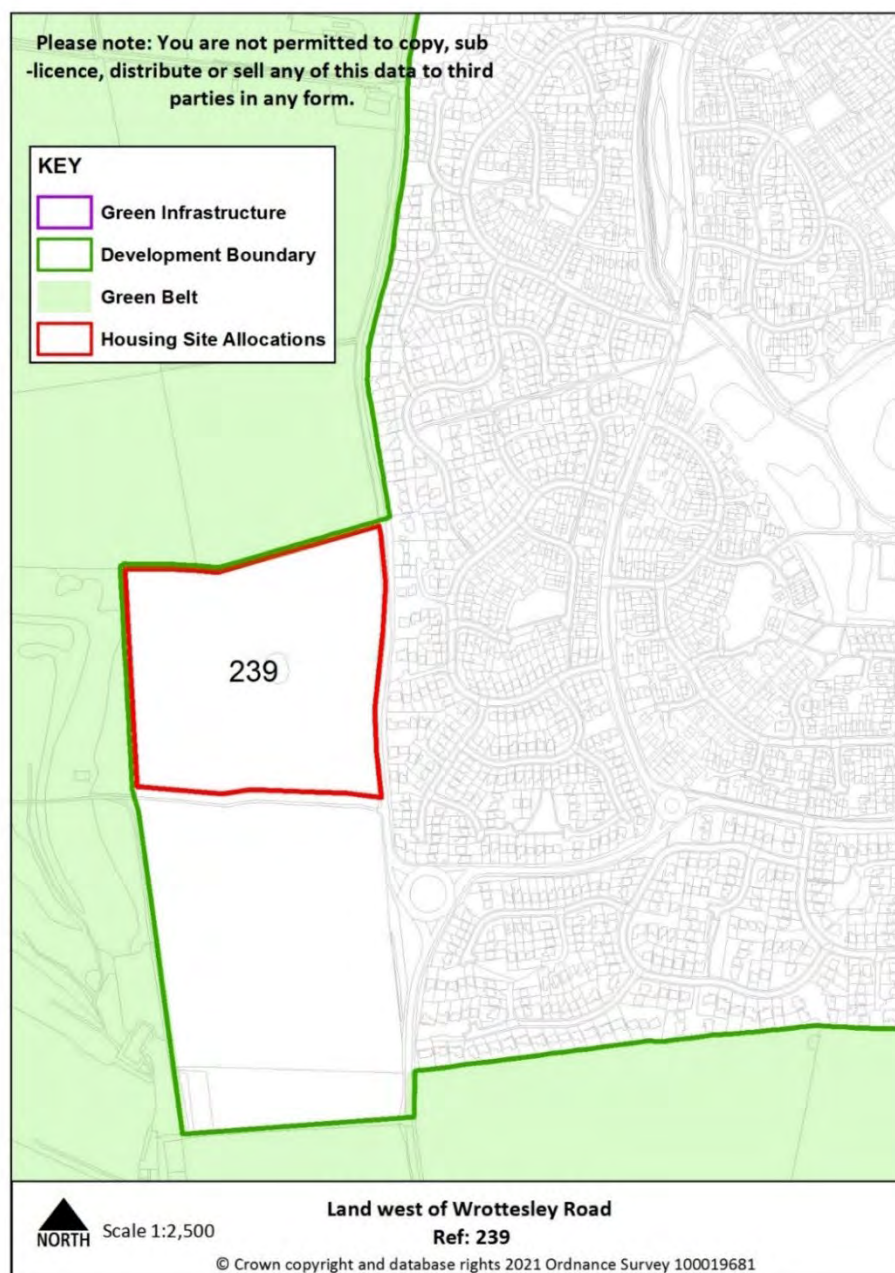 Please note: You are not permitted to copy, sub
-licence, distribute or sell any of this data to third
parties in any form.
KEY
Green Infrastructure
Development Boundary
Green Belt
Housing Site Allocations
239
NORTH
Scale 1:2,500
Land west of Wrottesley Road
Ref: 239
© Crown copyright and database rights 2021 Ordnance Survey 100019681